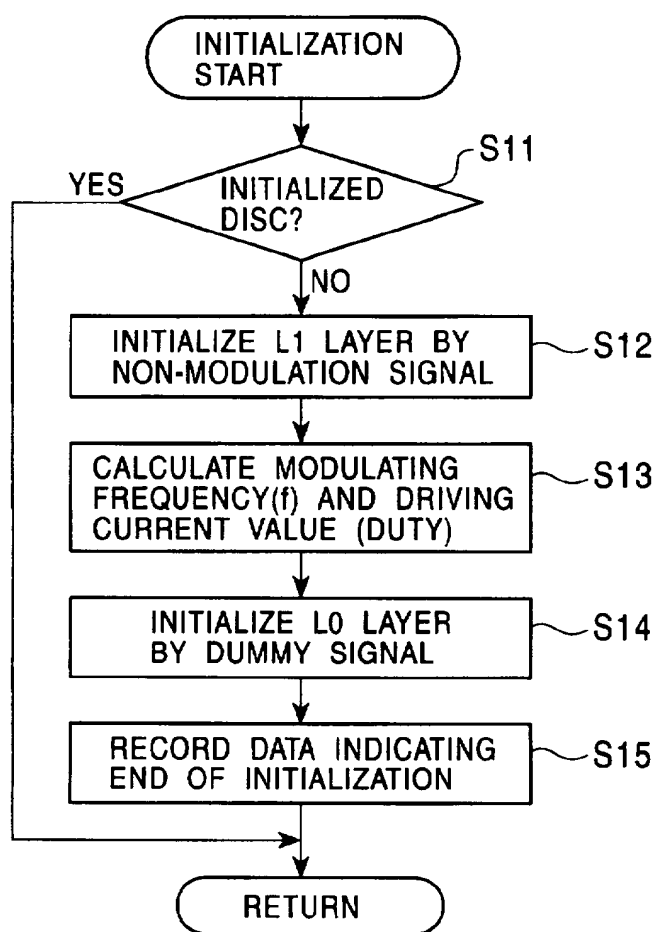 INITIALIZATION
START
S11
YES
INITIALIZED
DISC?
NO
INITIALIZE L1 LAYER BY
NON-MODULATION SIGNAL
S12
CALCULATE MODULATING
FREQUENCY(f) AND DRIVING
CURRENT VALUE (DUTY)
S13
INITIALIZE L0 LAYER
BY DUMMY SIGNAL
S14
RECORD DATA INDICATING
END OF INITIALIZATION
S15
RETURN